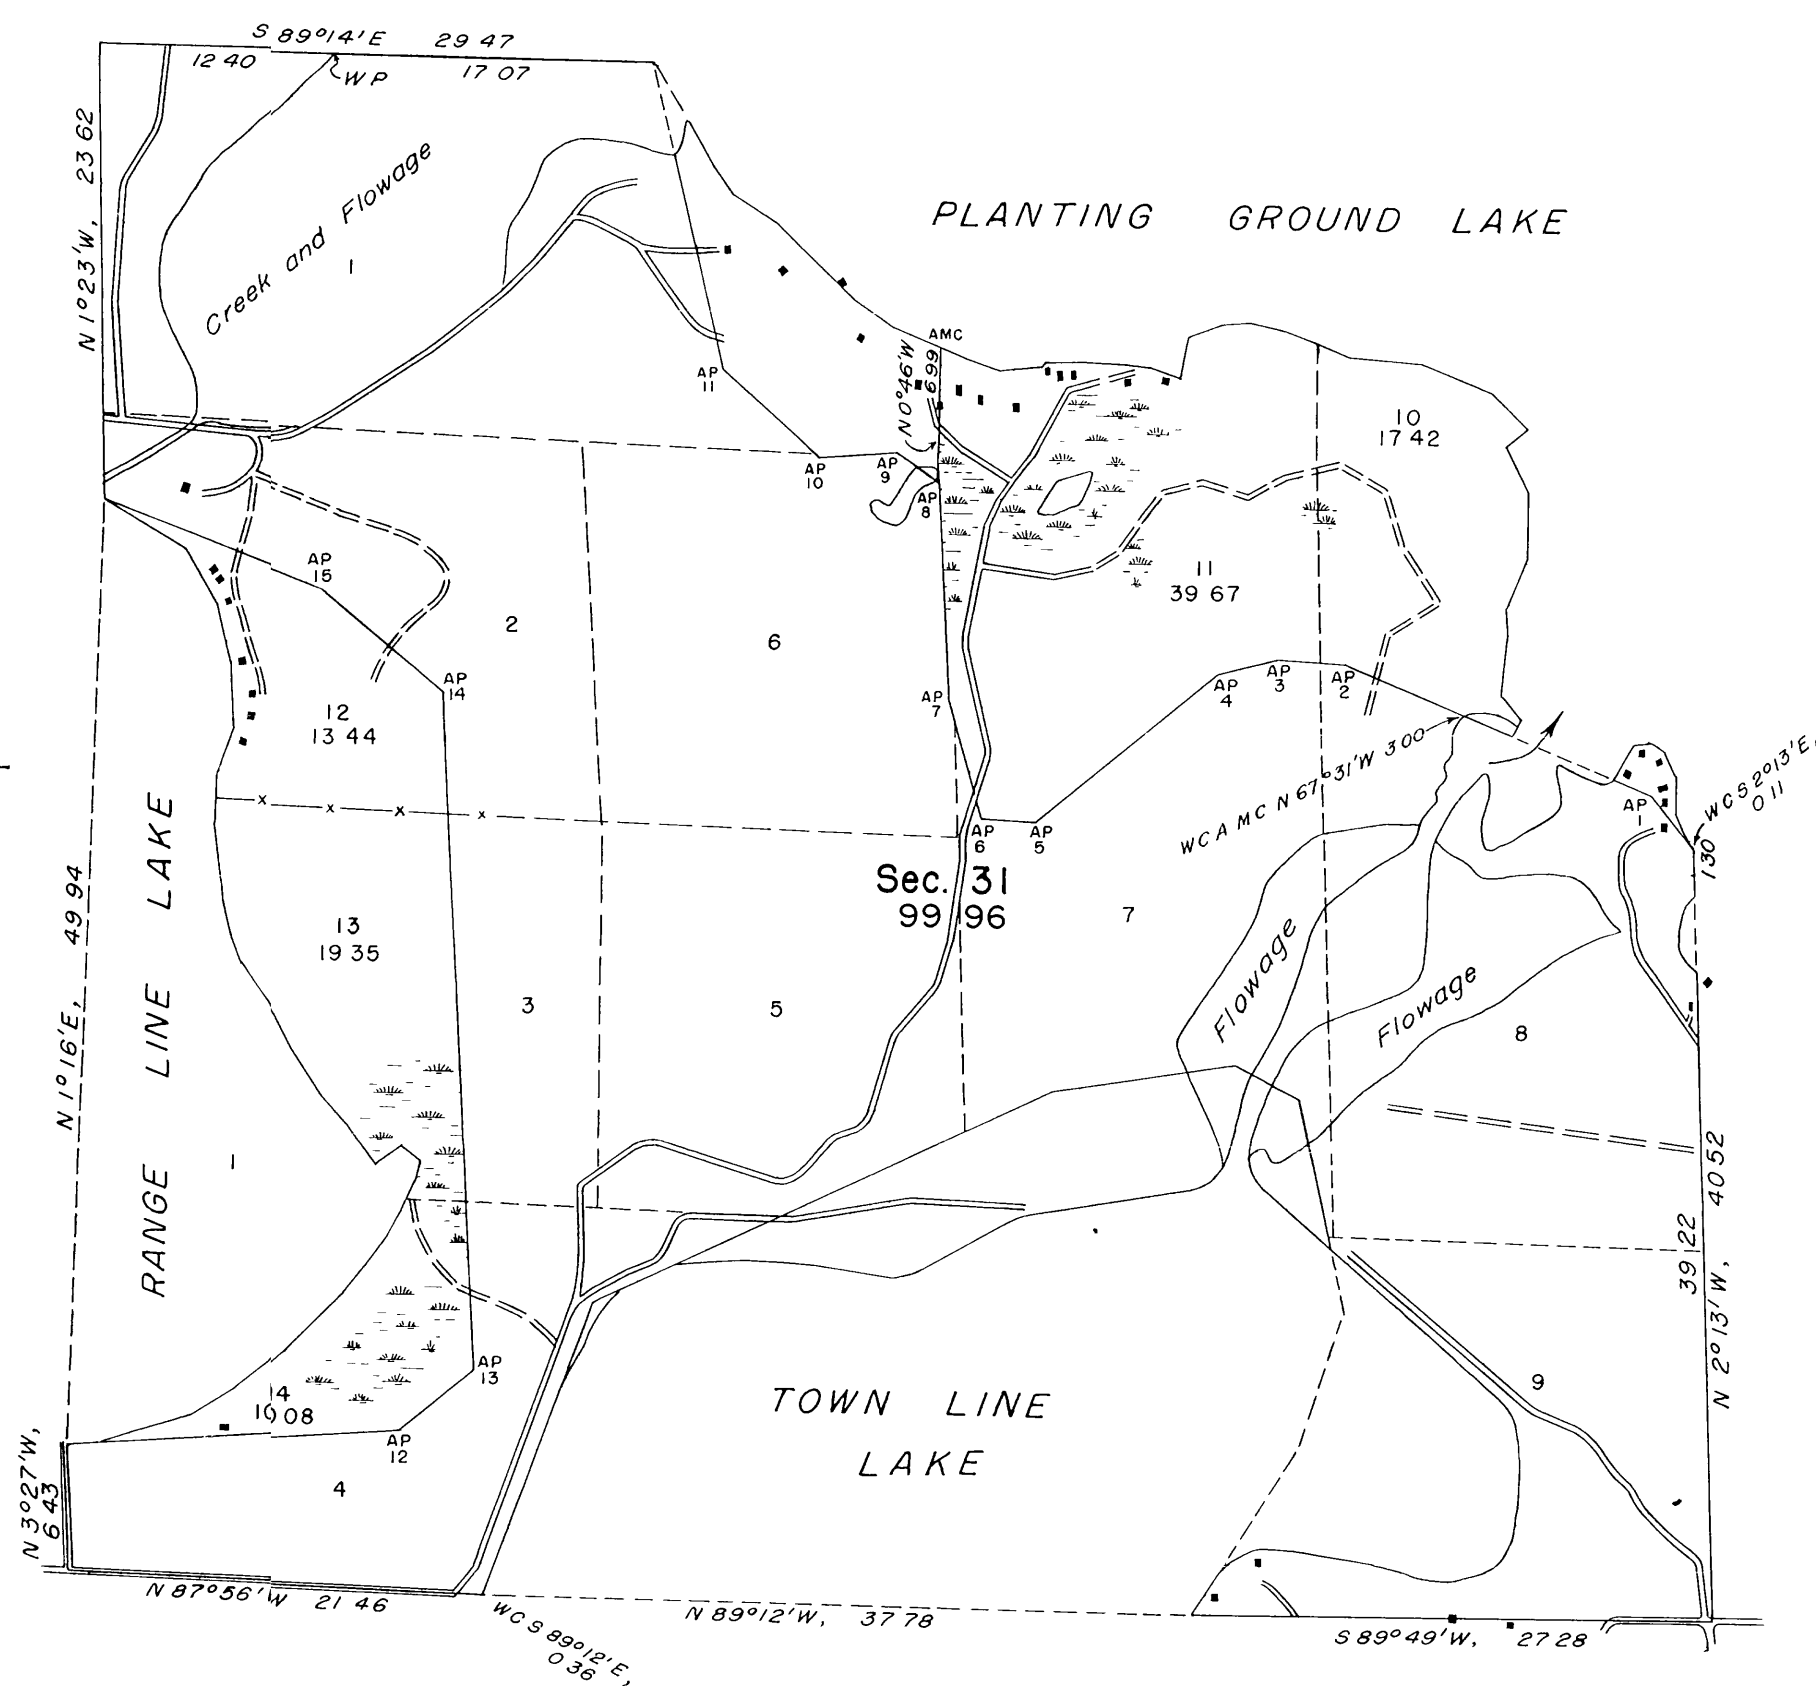 S 89°14'E 29 47
12 40 17 07
WP
N 1°23'W, 23 62
Creek and Flowage
1
PLANTING GROUND LAKE
AMC
N 0°46'W
6 99
AP
11
AP
10
AP
9
AP
8
10
17 42
11
39 67
AP
15
2
6
AP
14
AP
7
AP
4
AP
3
AP
2
12
13 44
WC A MC N 67°31'W 3 00
AP
1
WC S 2°13'E,
0 11
1 30
AP
6
AP
5
Sec. 31
99 96
7
N 1°16'E, 49 94
RANGE LINE LAKE
13
19 35
3
5
Flowage
Flowage
8
1
40 52
39 22
N 2°13'W,
AP
13
9
14
10 08
TOWN LINE
LAKE
AP
12
4
N 3°27'W,
6 43
N 87°56'W 21 46
WC S 89°12'E,
0 36
N 89°12'W, 37 78
S 89°49'W, 27 28